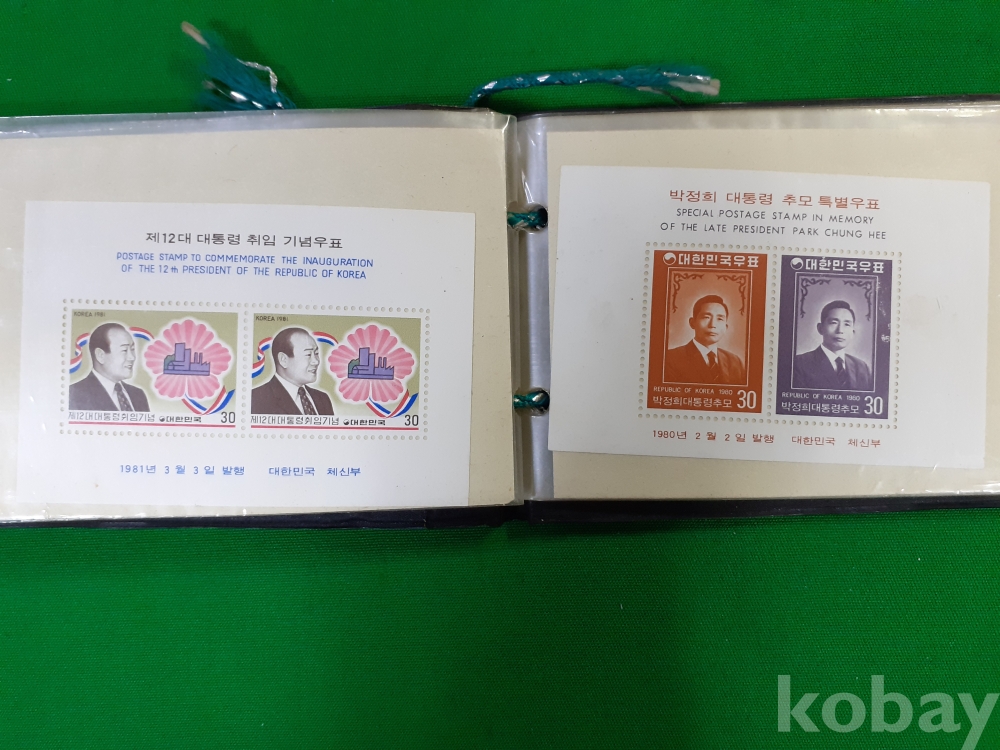 제12대 대통령 취임 기념우표
POSTAGE STAMP TO COMMEMORATE THE INAUGURATION
OF THE 12th PRESIDENT OF THE REPUBLIC OF KOREA
KOREA 1981
제12대대통령취임기념 대한민국 30
KOREA 1981
제12대대통령취임기념 대한민국 30
1981년 3월 3일 발행 대한민국 체신부
박정희 대통령 추모 특별우표
SPECIAL POSTAGE STAMP IN MEMORY
OF THE LATE PRESIDENT PARK CHUNG HEE
대한민국우표
REPUBLIC OF KOREA 1980
박정희대통령추모 30
대한민국우표
REPUBLIC OF KOREA 1980
박정희대통령추모 30
1980년 2월 2일 발행 대한민국 체신부
kobay